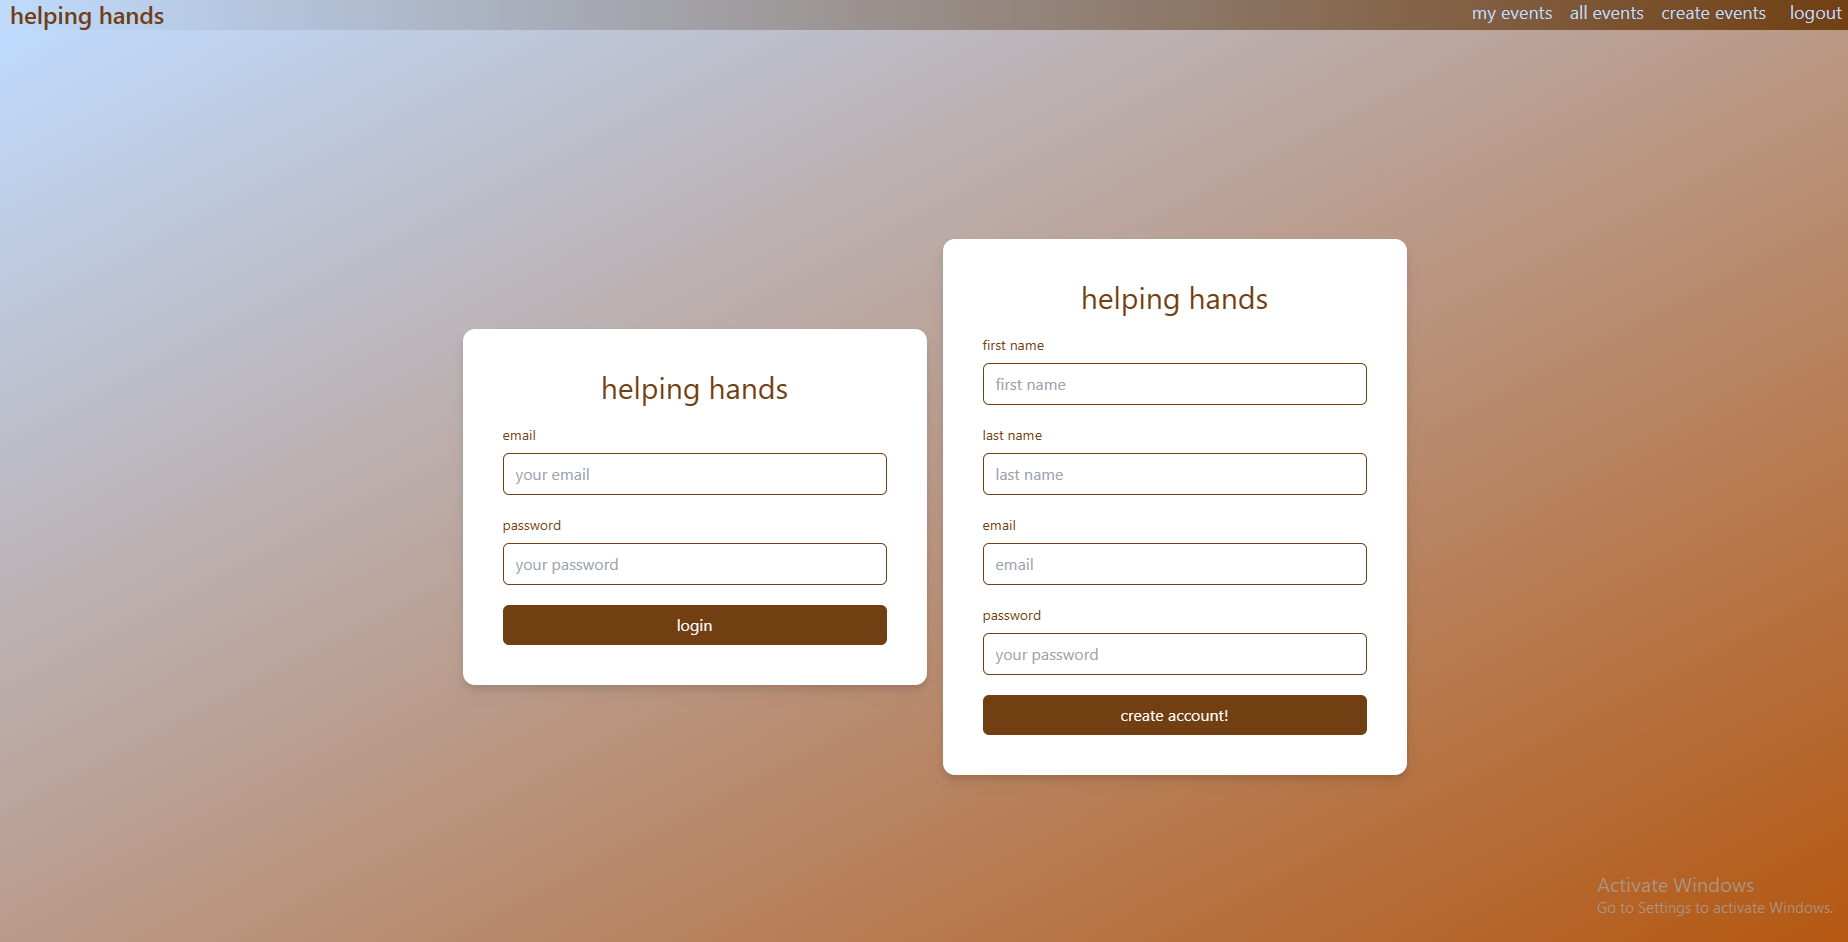 helping hands
my events
all events
create events
logout
helping hands
email
your email
password
your password
login
helping hands
first name
first name
last name
last name
email
email
password
your password
create account!
Activate Windows
Go to Settings to activate Windows.